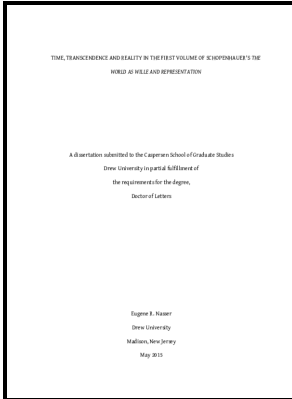 TIME, TRANSCENDENCE AND REALITY IN THE FIRST VOLUME OF SCHOPENHAUER'S THE
WORLD AS WILLE AND REPRESENTATION
A dissertation submitted to the Caspersen School of Graduate Studies
Drew University in partial fulfillment of
the requirements for the degree,
Doctor of Letters
Eugene B. Nasser
Drew University
Madison, New Jersey
May 2015